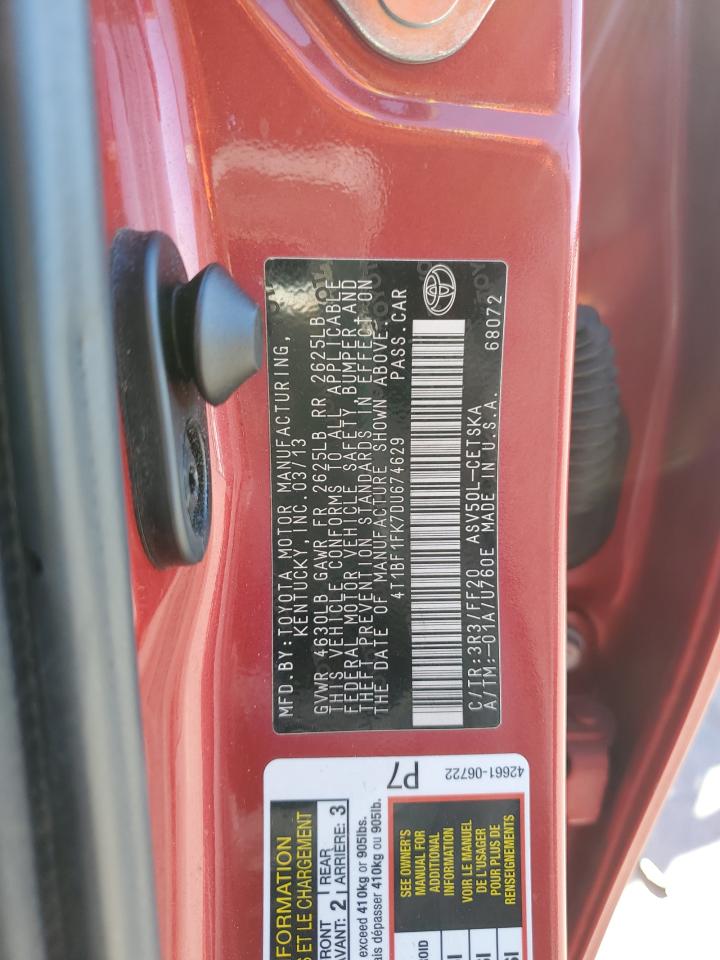 MFD.BY:TOYOTA MOTOR MANUFACTURING,
KENTUCKY, INC. 03/13
GVWR 4630LB GAWR FR 2625LB RR 2625LB
THIS VEHICLE CONFORMS TO ALL APPLICABLE
FEDERAL MOTOR VEHICLE SAFETY, BUMPER AND
THEFT PREVENTION STANDARDS IN EFFECT ON
THE DATE OF MANUFACTURE SHOWN ABOVE.
4T1BF1FK7DU674629 PASS.CAR
C/TR:3R3/FF20 ASV50L-CETSKA
A/TM:-01A/U760E MADE IN U.S.A. 68072
FORMATION
S ET LE CHARGEMENT
FRONT 2 REAR 3
AVANT: ARRIÈRE:
exceed 410kg or 905lbs.
ais dépasser 410kg ou 905lb.
P7
42661-06722
SEE OWNER'S
MANUAL FOR
ADDITIONAL
INFORMATION
VOIR LE MANUEL
DE L'USAGER
POUR PLUS DE
RENSEIGNEMENTS